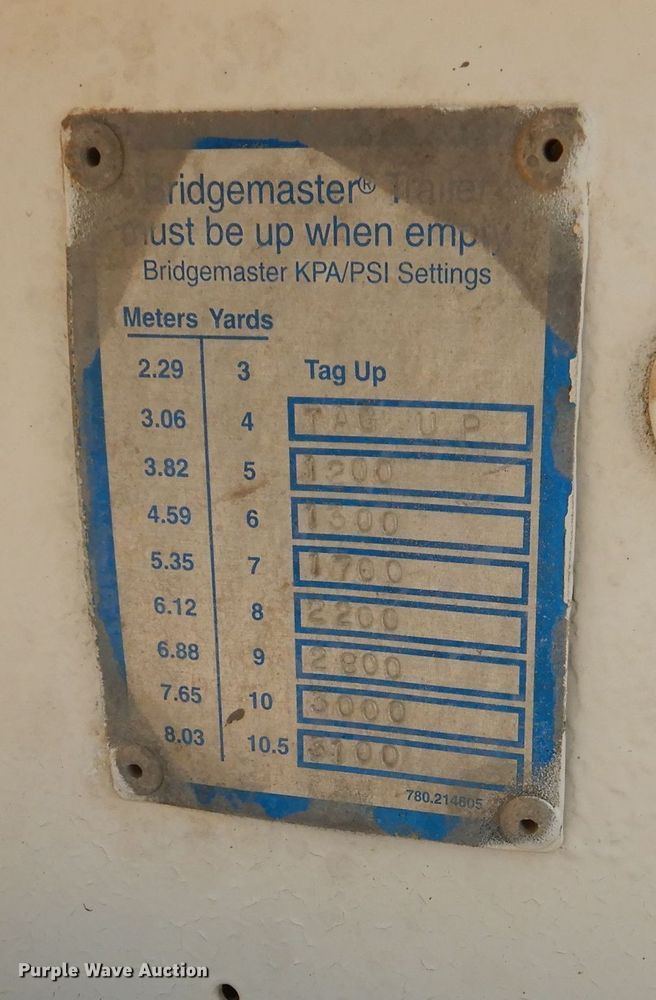 Bridgemaster® Trailer
must be up when empty
Bridgemaster KPA/PSI Settings
Meters Yards
2.29 3 Tag Up
3.06 4 TAG UP
3.82 5 1200
4.59 6 1300
5.35 7 1700
6.12 8 2200
6.88 9 2800
7.65 10 3000
8.03 10.5 3100
780.214605
Purple Wave Auction